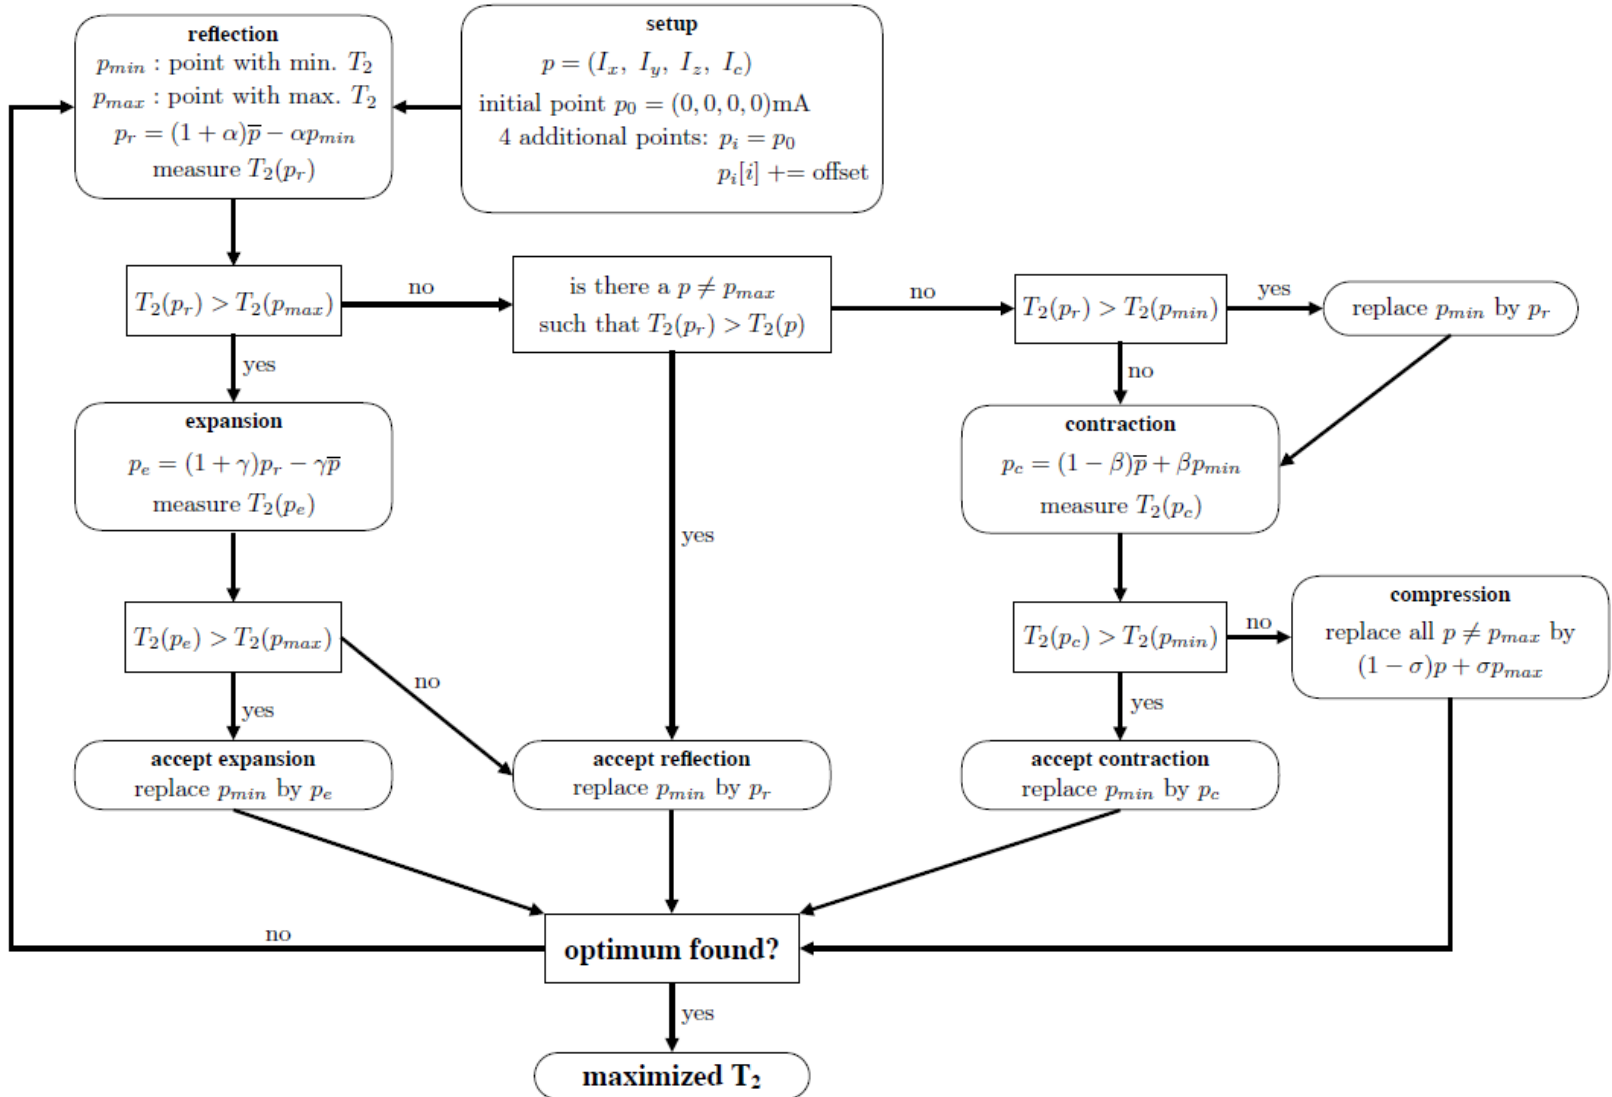 reflection
p_min : point with min. T_2
p_max : point with max. T_2
p_r = (1 + α)p̅ − αp_min
measure T_2(p_r)
setup
p = (I_x, I_y, I_z, I_c)
initial point p_0 = (0, 0, 0, 0)mA
4 additional points: p_i = p_0
p_i[i] += offset
T_2(p_r) > T_2(p_max)
no
is there a p ≠ p_max
such that T_2(p_r) > T_2(p)
no
T_2(p_r) > T_2(p_min)
yes
replace p_min by p_r
yes
no
expansion
p_e = (1 + γ)p_r − γp̅
measure T_2(p_e)
yes
contraction
p_c = (1 − β)p̅ + βp_min
measure T_2(p_c)
T_2(p_e) > T_2(p_max)
no
yes
T_2(p_c) > T_2(p_min)
no
yes
compression
replace all p ≠ p_max by
(1 − σ)p + σp_max
accept expansion
replace p_min by p_e
accept reflection
replace p_min by p_r
accept contraction
replace p_min by p_c
no
optimum found?
yes
maximized T_2